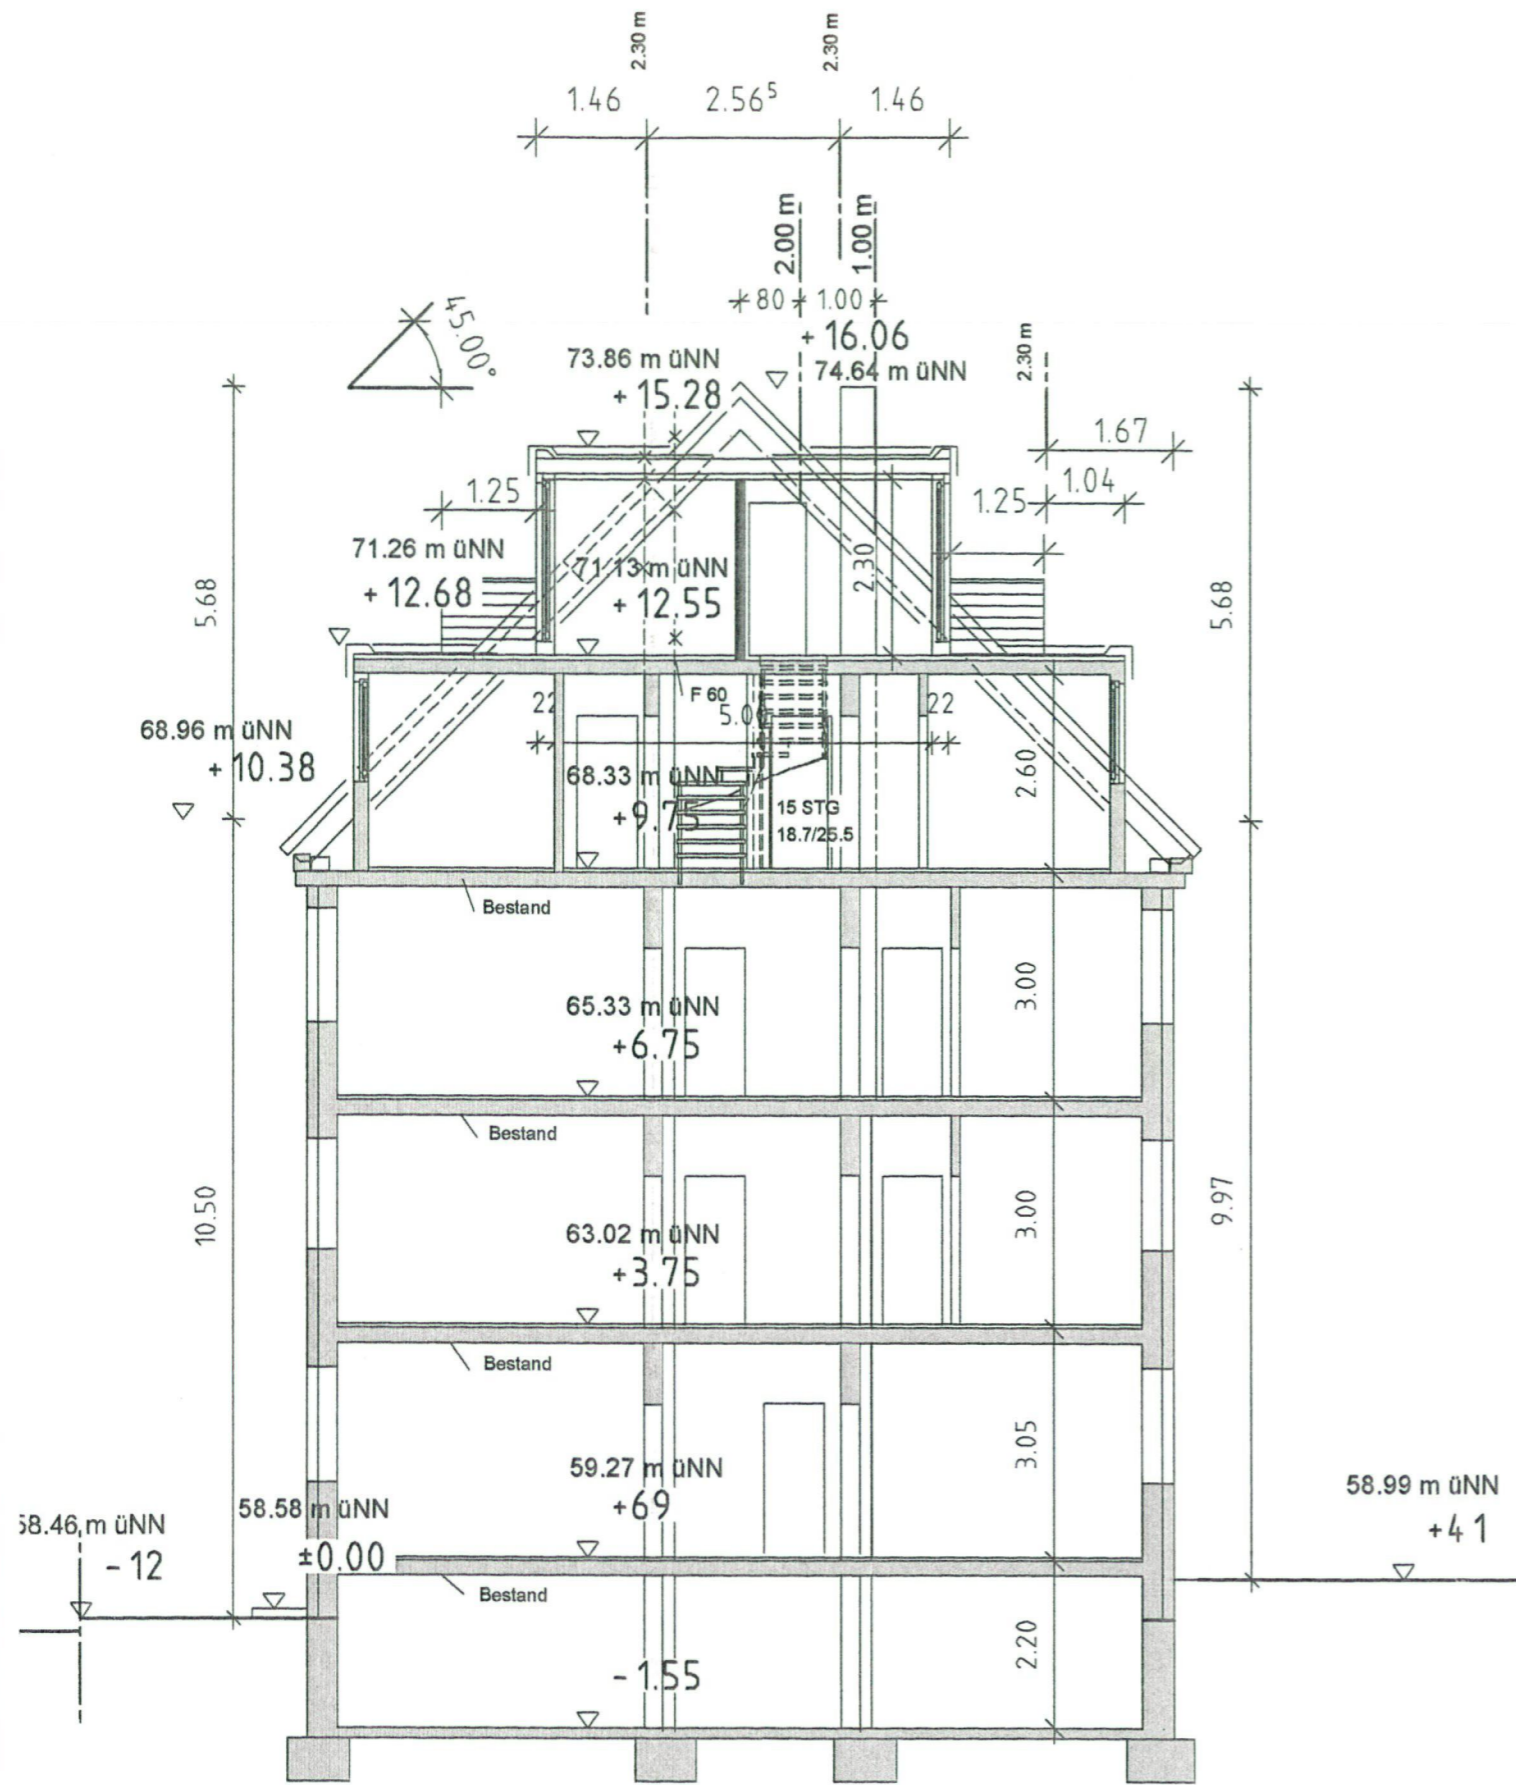 2.30 m
2.30 m
1.46
2.56⁵
1.46
2.00 m
1.00 m
80
1.00
45.00°
+ 16.06
74.64 m üNN
73.86 m üNN
+ 15.28
2.30 m
1.67
1.25
1.25
1.04
71.26 m üNN
+ 12.68
71.13 m üNN
+ 12.55
2.30
5.68
5.68
22
F 60
22
68.96 m üNN
+ 10.38
68.33 m üNN
+9.75
15 STG
18.7/25.5
2.60
Bestand
65.33 m üNN
+6.75
3.00
Bestand
10.50
63.02 m üNN
+3.75
3.00
9.97
Bestand
59.27 m üNN
+69
3.05
58.46 m üNN
- 12
58.58 m üNN
±0.00
58.99 m üNN
+41
Bestand
- 1.55
2.20